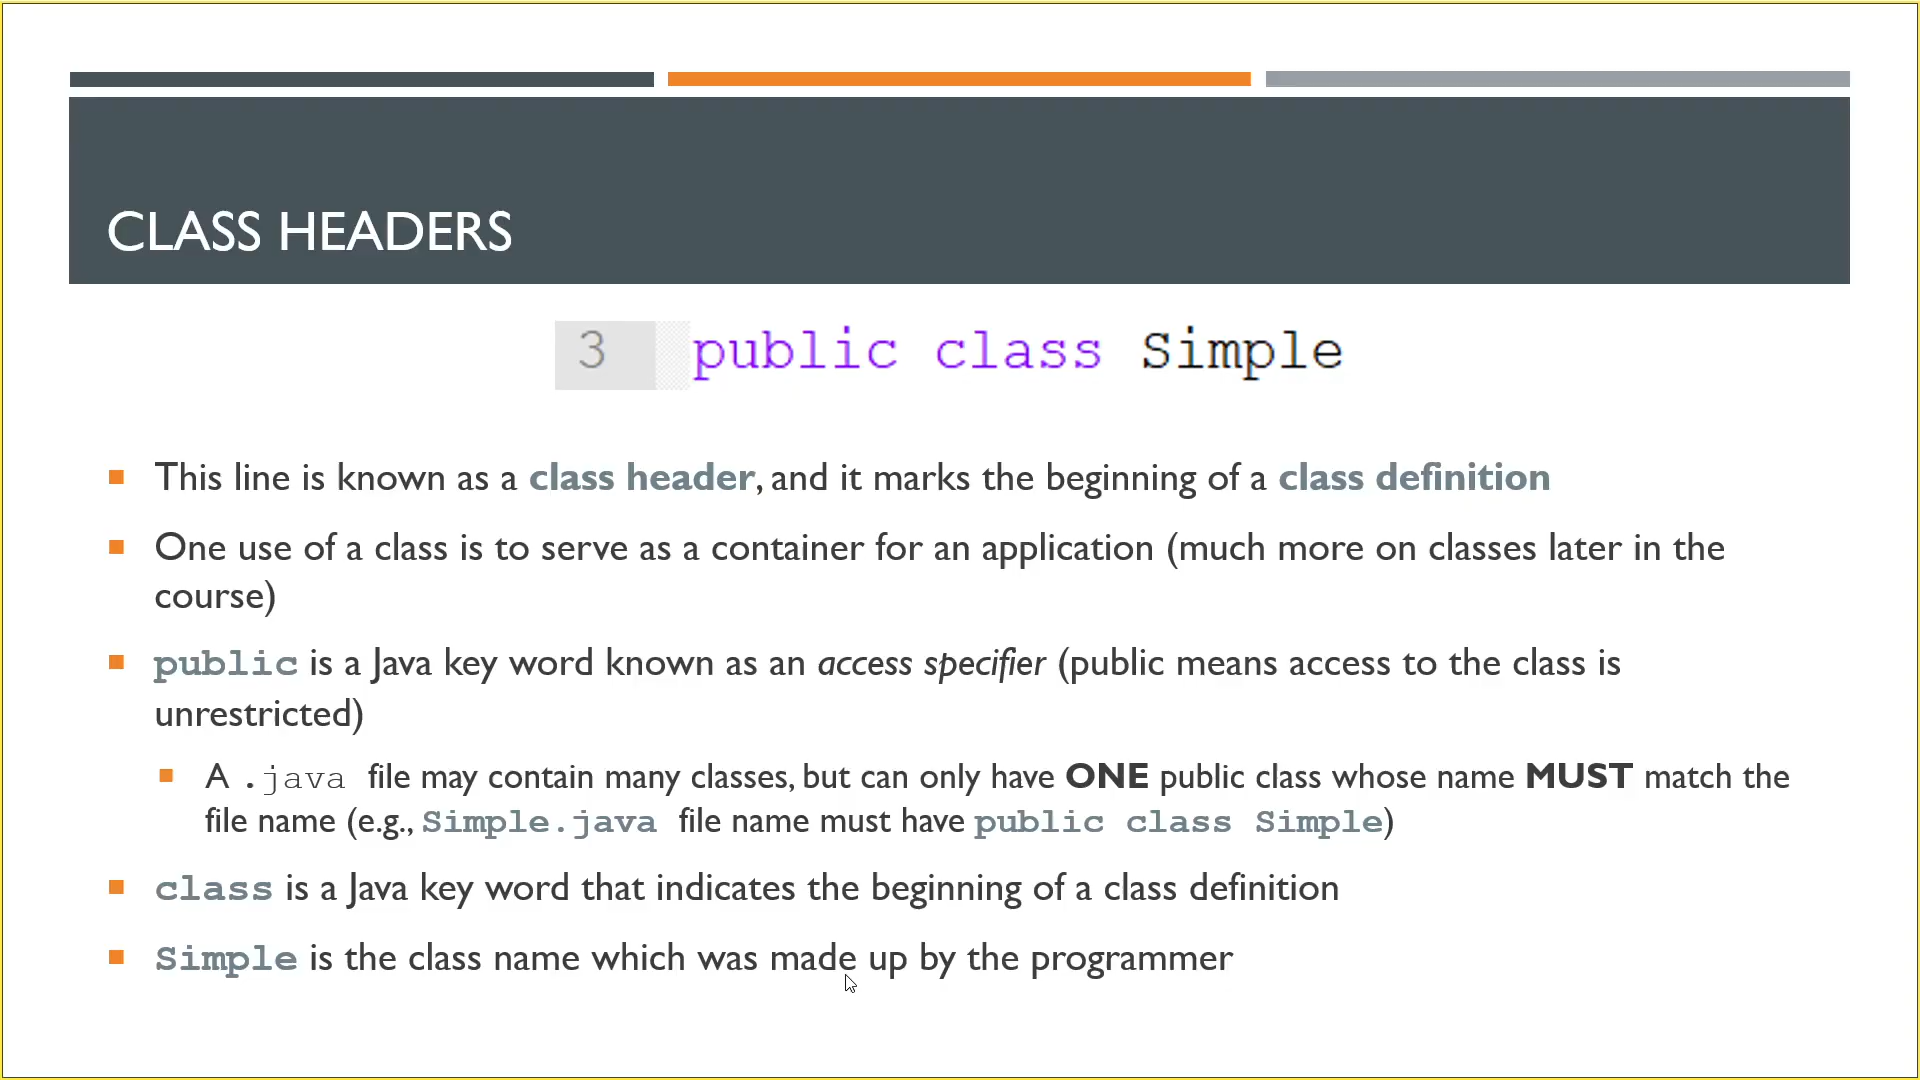 CLASS HEADERS
3 public class Simple
This line is known as a class header, and it marks the beginning of a class definition
One use of a class is to serve as a container for an application (much more on classes later in the
course)
public is a Java key word known as an access specifier (public means access to the class is
unrestricted)
A .java file may contain many classes, but can only have ONE public class whose name MUST match the
file name (e.g., Simple.java file name must have public class Simple)
class is a Java key word that indicates the beginning of a class definition
Simple is the class name which was made up by the programmer